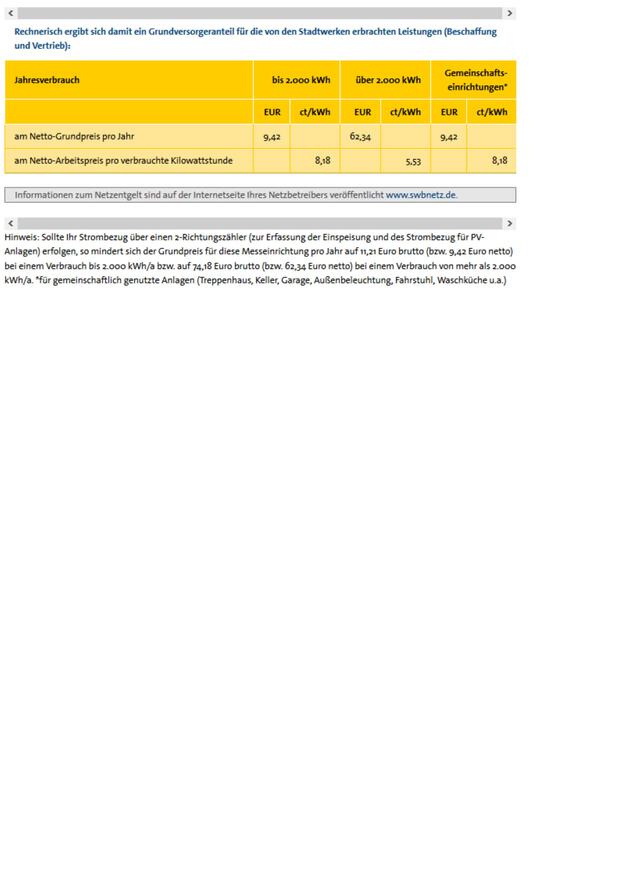 Rechnerisch ergibt sich damit ein Grundversorgeranteil für die von den Stadtwerken erbrachten Leistungen (Beschaffung
und Vertrieb):
Jahresverbrauch bis 2.000 kWh über 2.000 kWh Gemeinschafts-
einrichtungen*
EUR ct/kWh EUR ct/kWh EUR ct/kWh
am Netto-Grundpreis pro Jahr 9,42 62,34 9,42
am Netto-Arbeitspreis pro verbrauchte Kilowattstunde 8,18 5,53 8,18
Informationen zum Netzentgelt sind auf der Internetseite Ihres Netzbetreibers veröffentlicht www.swbnetz.de.
Hinweis: Sollte Ihr Strombezug über einen 2-Richtungszähler (zur Erfassung der Einspeisung und des Strombezug für PV-
Anlagen) erfolgen, so mindert sich der Grundpreis für diese Messeinrichtung pro Jahr auf 11,21 Euro brutto (bzw. 9,42 Euro netto)
bei einem Verbrauch bis 2.000 kWh/a bzw. auf 74,18 Euro brutto (bzw. 62,34 Euro netto) bei einem Verbrauch von mehr als 2.000
kWh/a. *für gemeinschaftlich genutzte Anlagen (Treppenhaus, Keller, Garage, Außenbeleuchtung, Fahrstuhl, Waschküche u.a.)